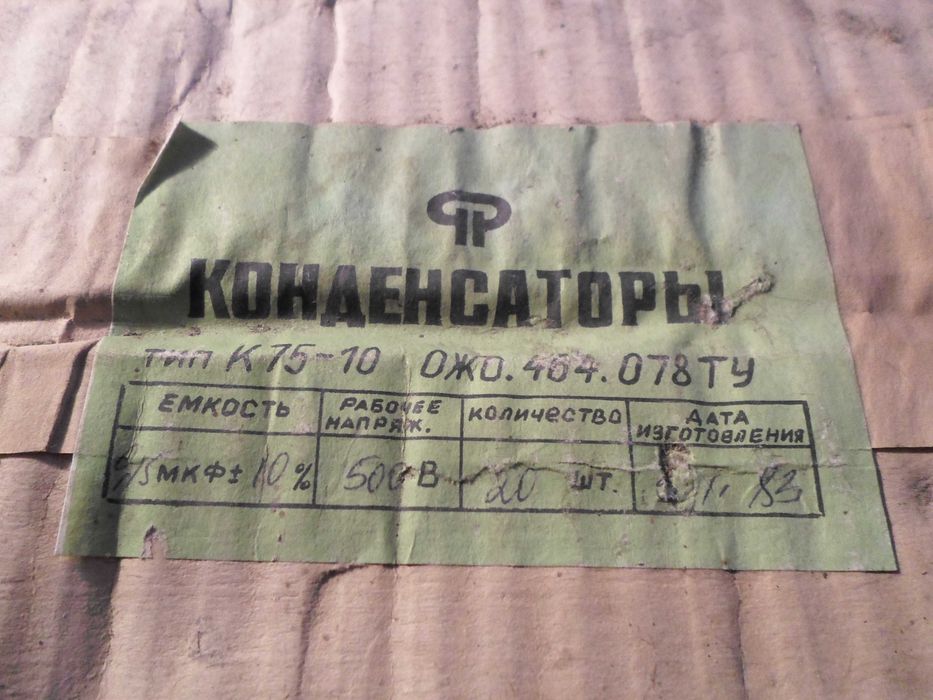 КОНДЕНСАТОРЫ
ТИП К75-10 ОЖО.464.078ТУ
ЕМКОСТЬ РАБОЧЕЕ НАПРЯЖ. КОЛИЧЕСТВО ДАТА ИЗГОТОВЛЕНИЯ
МКФ± 10% 500 В 20 ШТ. 83